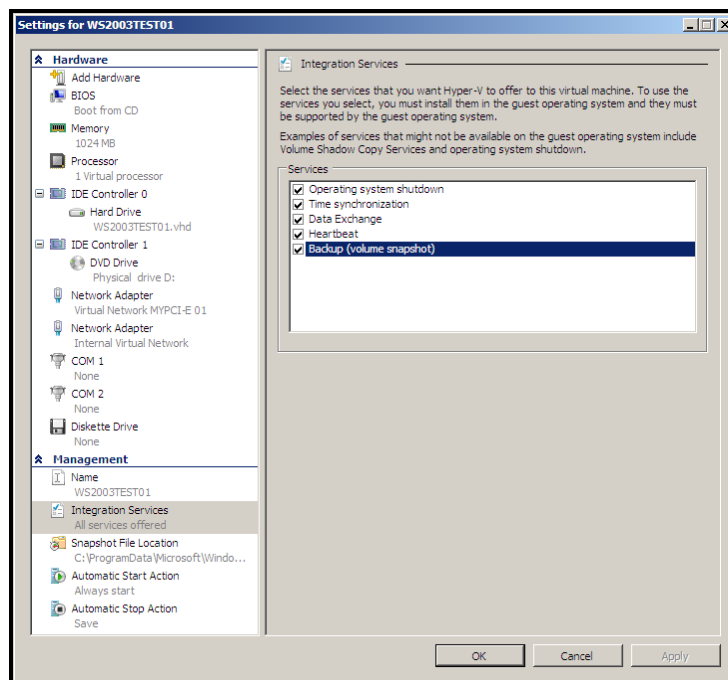 Settings for WS2003TEST01
Hardware
Add Hardware
BIOS
Boot from CD
Memory
1024 MB
Processor
1 Virtual processor
IDE Controller 0
Hard Drive
WS2003TEST01.vhd
IDE Controller 1
DVD Drive
Physical drive D:
Network Adapter
Virtual Network MYPCI-E 01
Network Adapter
Internal Virtual Network
COM 1
None
COM 2
None
Diskette Drive
None
Management
Name
WS2003TEST01
Integration Services
All services offered
Snapshot File Location
C:\ProgramData\Microsoft\Windo...
Automatic Start Action
Always start
Automatic Stop Action
Save
Integration Services
Select the services that you want Hyper-V to offer to this virtual machine. To use the
services you select, you must install them in the guest operating system and they must
be supported by the guest operating system.
Examples of services that might not be available on the guest operating system include
Volume Shadow Copy Services and operating system shutdown.
Services
Operating system shutdown
Time synchronization
Data Exchange
Heartbeat
Backup (volume snapshot)
OK
Cancel
Apply